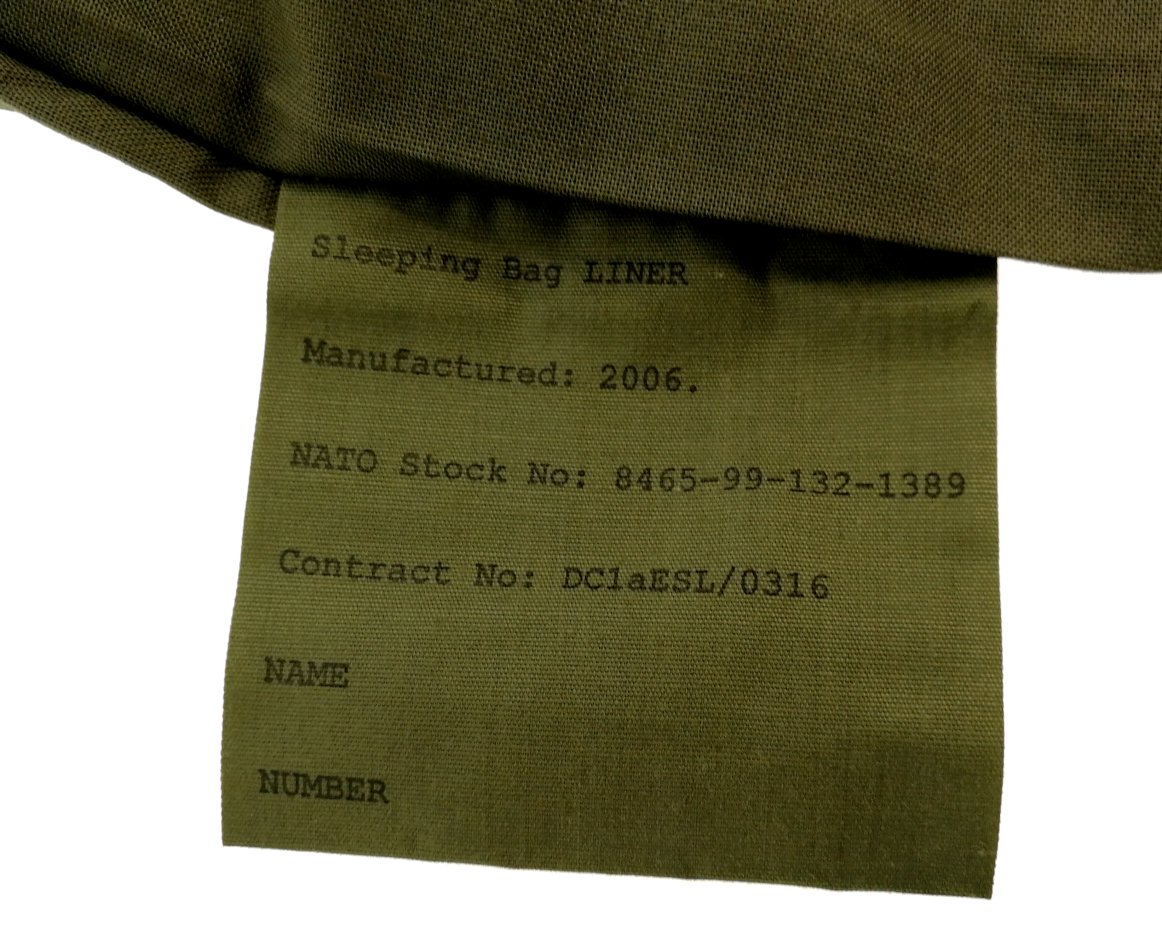 Sleeping Bag LINER
Manufactured: 2006.
NATO Stock No: 8465-99-132-1389
Contract No: DC1aESL/0316
NAME
NUMBER